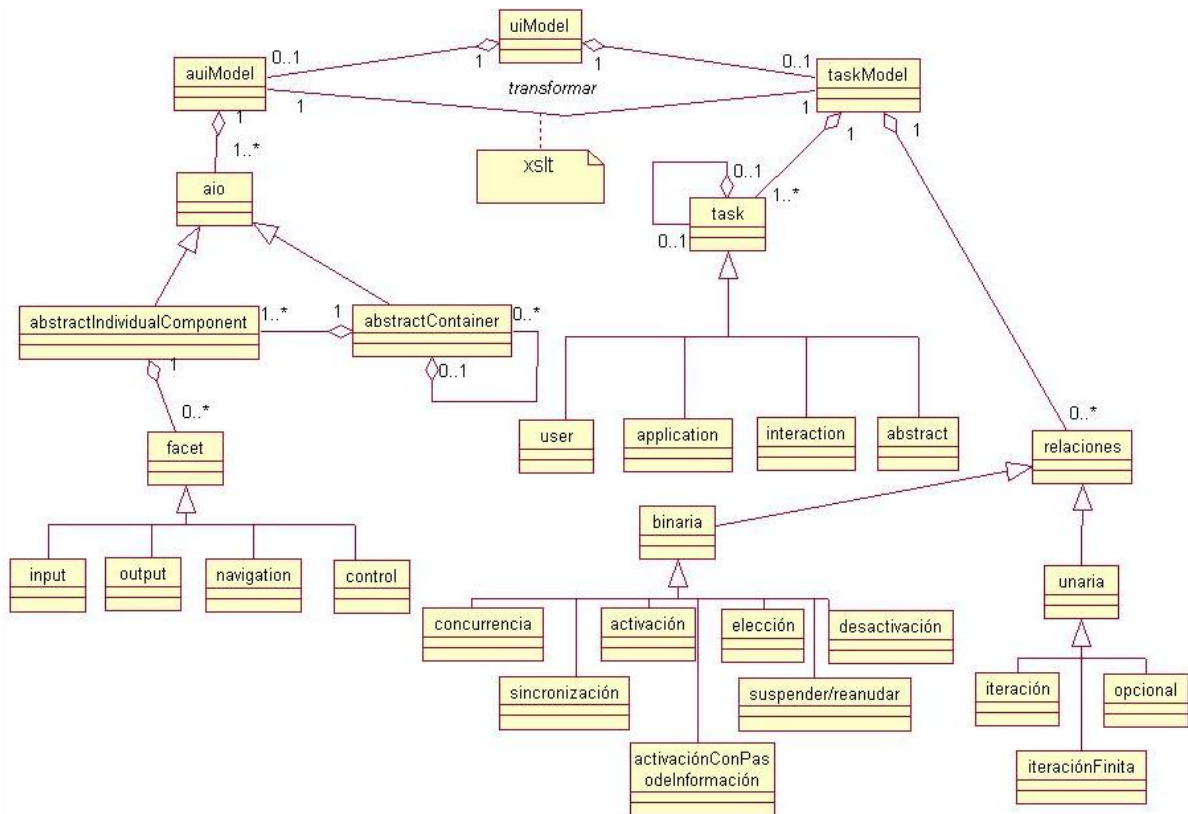 uiModel
0..1
1
1
0..1
auiModel
taskModel
transformar
1
1
1
1
1
1..*
xslt
0..1
1..*
aio
task
0..1
abstractIndividualComponent
1..*
1
abstractContainer
0..*
1
0..1
0..*
0..*
facet
user
application
interaction
abstract
relaciones
binaria
input
output
navigation
control
unaria
concurrencia
activación
elección
desactivación
sincronización
suspender/reanudar
iteración
opcional
activaciónConPas
odeInformación
iteraciónFinita